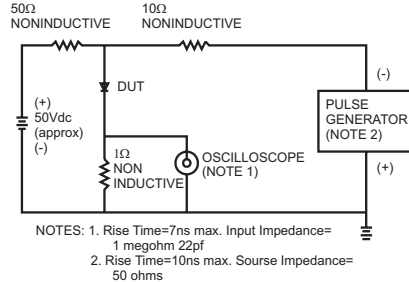 50Ω
NONINDUCTIVE
10Ω
NONINDUCTIVE
(+)
50Vdc
(approx)
(-)
DUT
1Ω
NON
INDUCTIVE
OSCILLOSCOPE
(NOTE 1)
(-)
PULSE
GENERATOR
(NOTE 2)
(+)
NOTES: 1. Rise Time=7ns max. Input Impedance=
1 megohm 22pf
2. Rise Time=10ns max. Sourse Impedance=
50 ohms